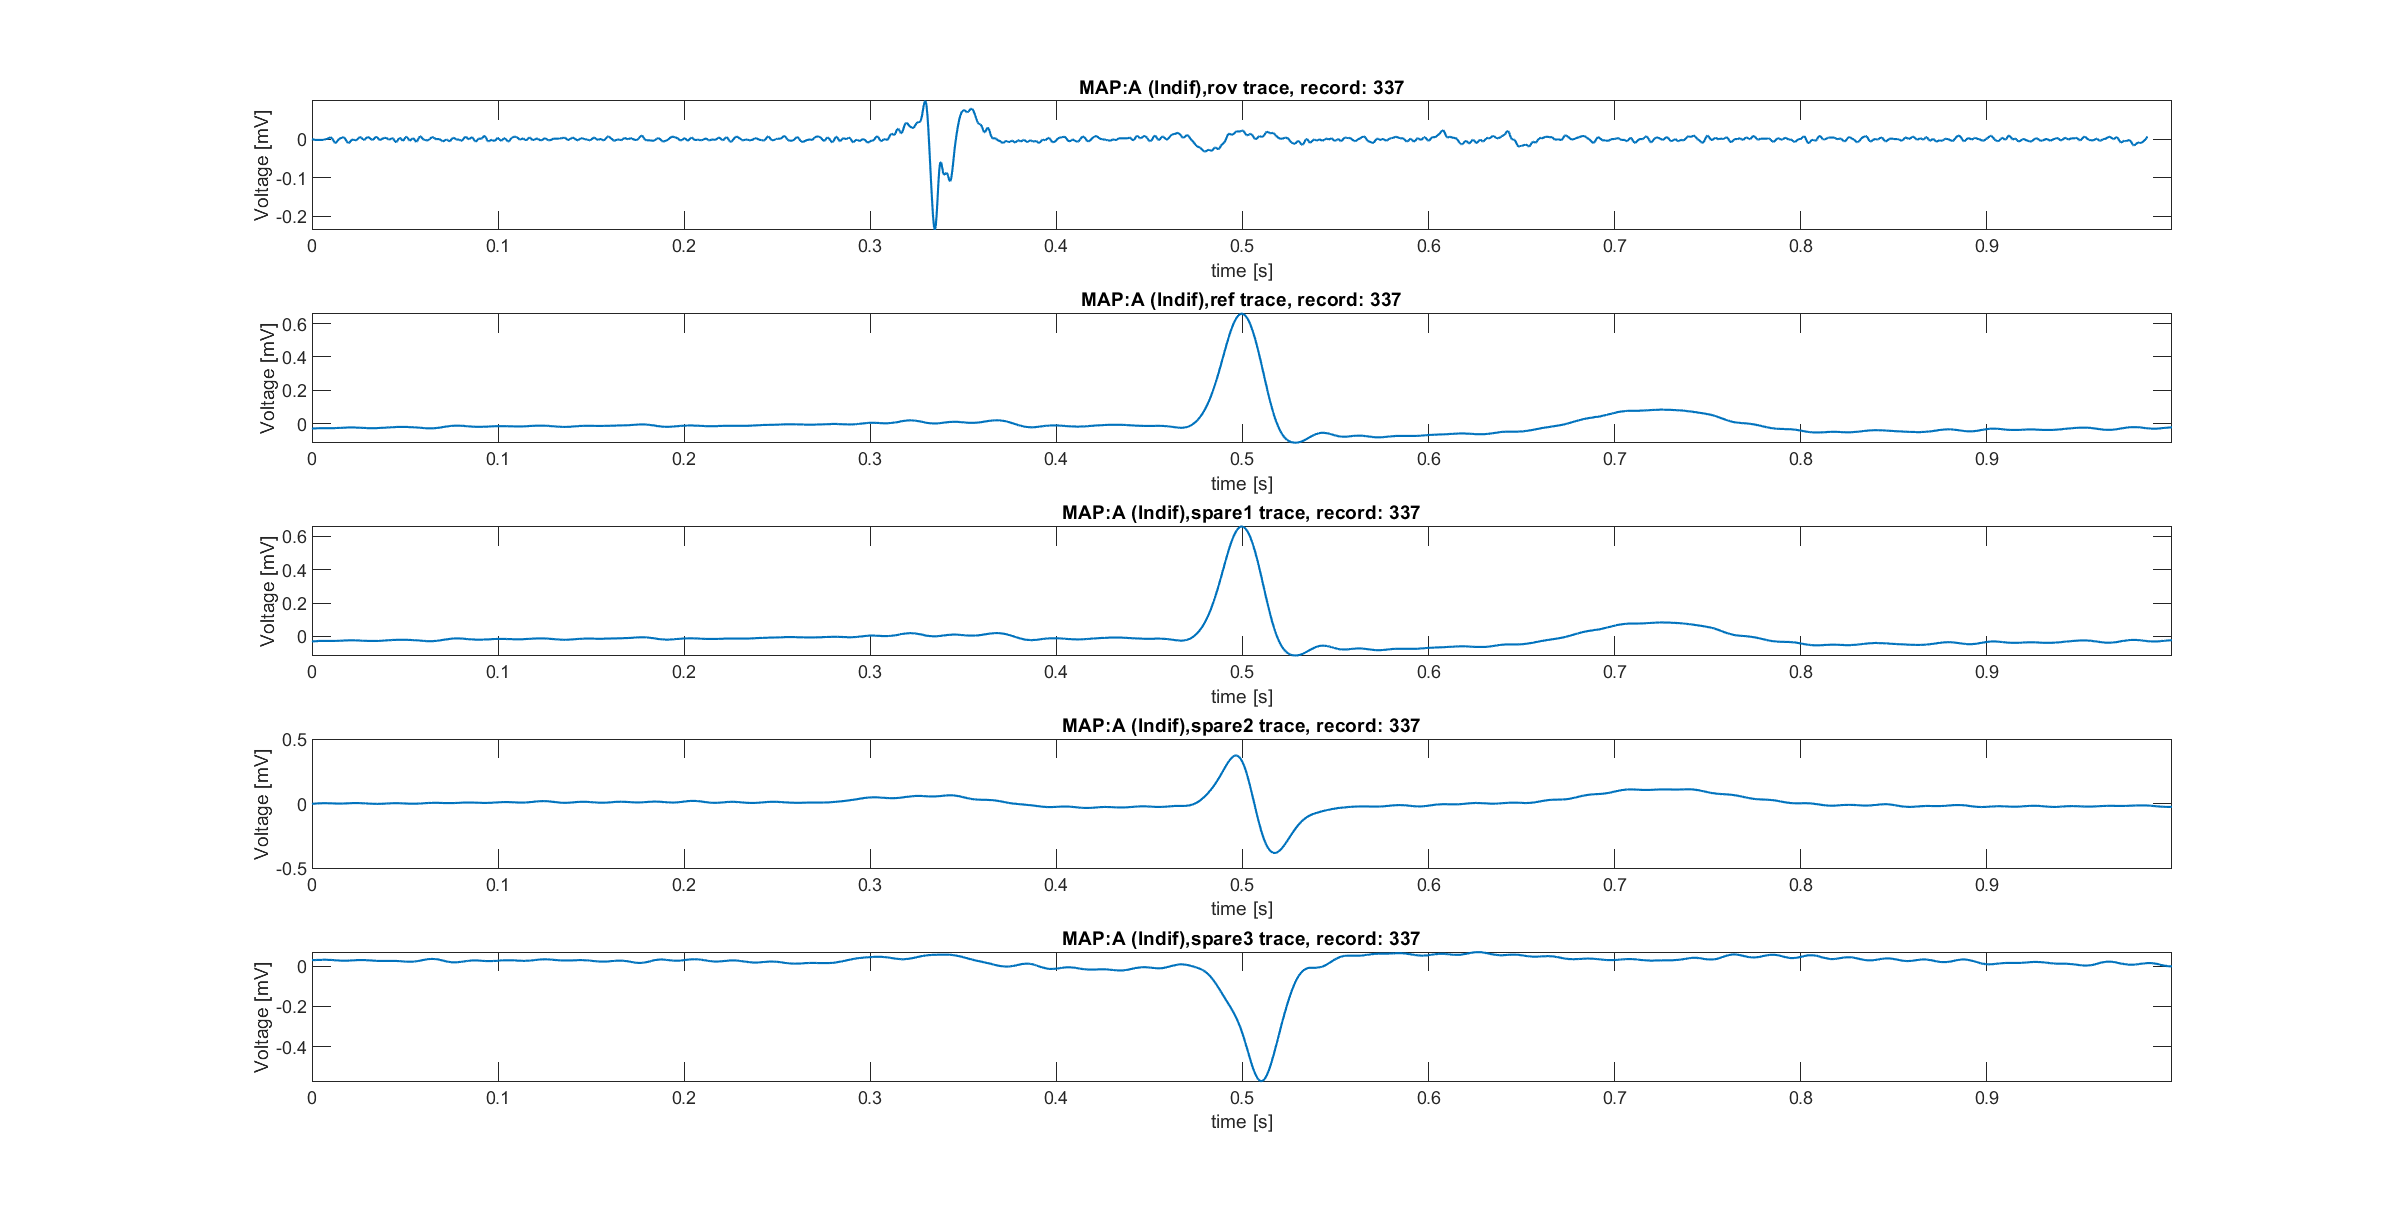 MAP:A (Indif),rov trace, record: 337
Voltage [mV]
0
-0.1
-0.2
0 0.1 0.2 0.3 0.4 0.5 0.6 0.7 0.8 0.9
time [s]
MAP:A (Indif),ref trace, record: 337
Voltage [mV]
0.6
0.4
0.2
0
0 0.1 0.2 0.3 0.4 0.5 0.6 0.7 0.8 0.9
time [s]
MAP:A (Indif),spare1 trace, record: 337
Voltage [mV]
0.6
0.4
0.2
0
0 0.1 0.2 0.3 0.4 0.5 0.6 0.7 0.8 0.9
time [s]
MAP:A (Indif),spare2 trace, record: 337
Voltage [mV]
0.5
0
-0.5
0 0.1 0.2 0.3 0.4 0.5 0.6 0.7 0.8 0.9
time [s]
MAP:A (Indif),spare3 trace, record: 337
Voltage [mV]
0
-0.2
-0.4
0 0.1 0.2 0.3 0.4 0.5 0.6 0.7 0.8 0.9
time [s]